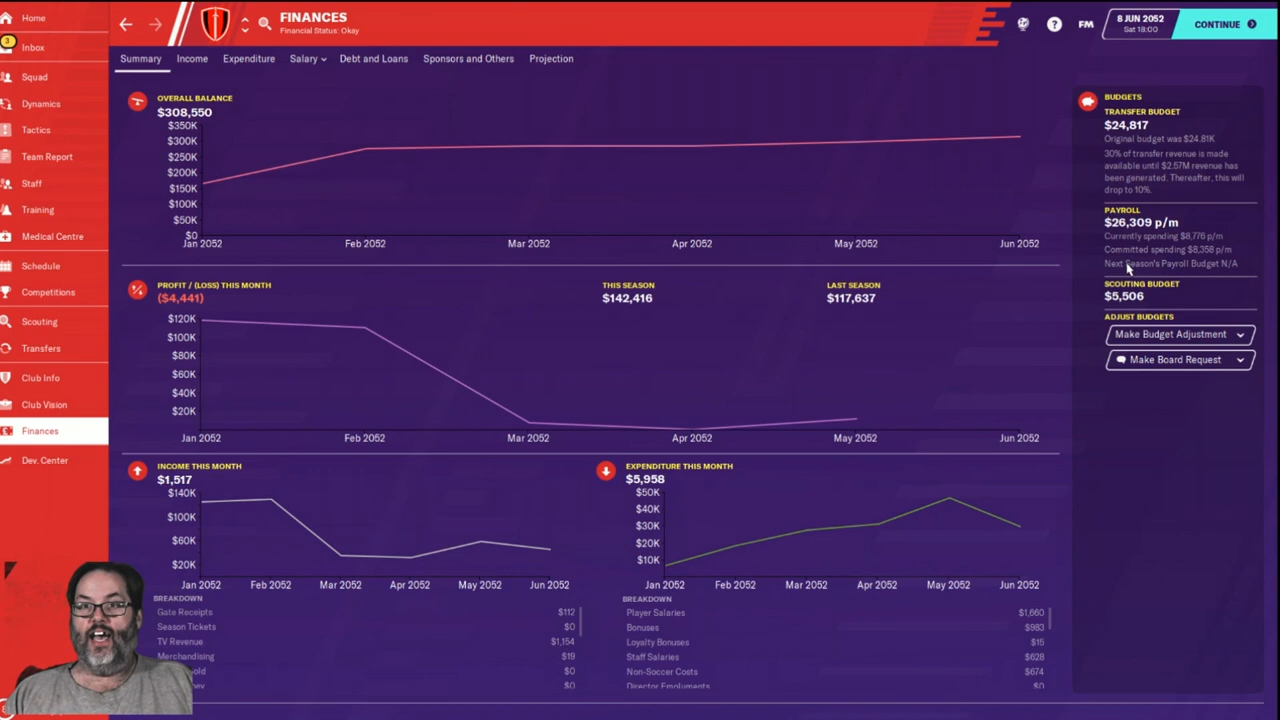 Home
FINANCES
Financial Status: Okay
FM
8 JUN 2052
Sat 18:00
CONTINUE
3
Inbox
Squad
Dynamics
Tactics
Team Report
Staff
Training
Medical Centre
Schedule
Competitions
Scouting
Transfers
Club Info
Club Vision
Finances
Dev. Center
Summary
Income
Expenditure
Salary
Debt and Loans
Sponsors and Others
Projection
OVERALL BALANCE
$308,550
$350K
$300K
$250K
$200K
$150K
$100K
$50K
$0
Jan 2052 Feb 2052 Mar 2052 Apr 2052 May 2052 Jun 2052
PROFIT / (LOSS) THIS MONTH
($4,441)
THIS SEASON
$142,416
LAST SEASON
$117,637
$120K
$100K
$80K
$60K
$40K
$20K
Jan 2052 Feb 2052 Mar 2052 Apr 2052 May 2052 Jun 2052
INCOME THIS MONTH
$1,517
$140K
$100K
$60K
$20K
Jan 2052 Feb 2052 Mar 2052 Apr 2052 May 2052 Jun 2052
BREAKDOWN
Gate Receipts $112
Season Tickets $0
TV Revenue $1,154
Merchandising $19
$0
$0
EXPENDITURE THIS MONTH
$5,958
$50K
$40K
$30K
$20K
$10K
Jan 2052 Feb 2052 Mar 2052 Apr 2052 May 2052 Jun 2052
BREAKDOWN
Player Salaries $1,660
Bonuses $983
Loyalty Bonuses $15
Staff Salaries $628
Non-Soccer Costs $674
Director Emoluments $0
BUDGETS
TRANSFER BUDGET
$24,817
Original budget was $24.81K
30% of transfer revenue is made
available until $2.57M revenue has
been generated. Thereafter, this will
drop to 10%.
PAYROLL
$26,309 p/m
Currently spending $8,776 p/m
Committed spending $8,358 p/m
Next Season's Payroll Budget N/A
SCOUTING BUDGET
$5,506
ADJUST BUDGETS
Make Budget Adjustment
Make Board Request